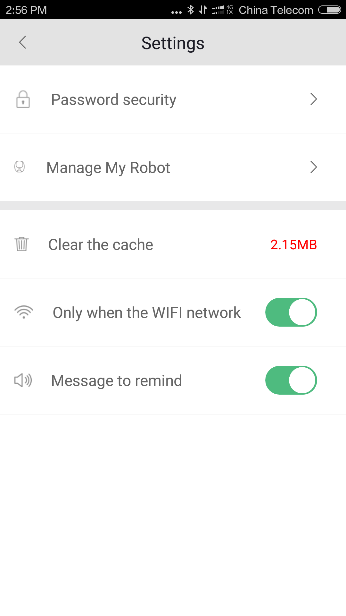 2:56 PM ... China Telecom
Settings
Password security
Manage My Robot
Clear the cache 2.15MB
Only when the WIFI network
Message to remind